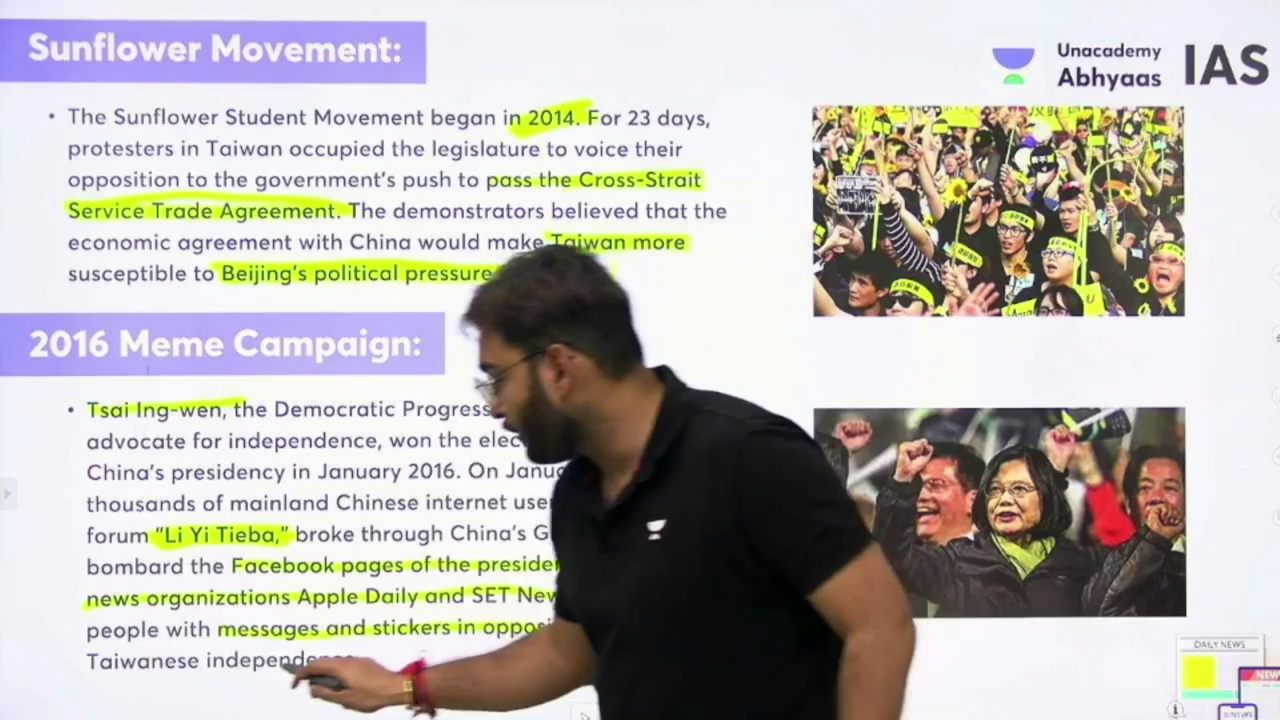 Sunflower Movement:
Unacademy
Abhyaas
IAS
• The Sunflower Student Movement began in 2014. For 23 days,
protesters in Taiwan occupied the legislature to voice their
opposition to the government's push to pass the Cross-Strait
Service Trade Agreement. The demonstrators believed that the
economic agreement with China would make Taiwan more
susceptible to Beijing's political pressure
2016 Meme Campaign:
• Tsai Ing-wen, the Democratic Progress
advocate for independence, won the elec
China's presidency in January 2016. On Janu
thousands of mainland Chinese internet use
forum "Li Yi Tieba," broke through China's G
bombard the Facebook pages of the preside
news organizations Apple Daily and SET New
people with messages and stickers in opposi
Taiwanese independe
DAILY NEWS
NEW